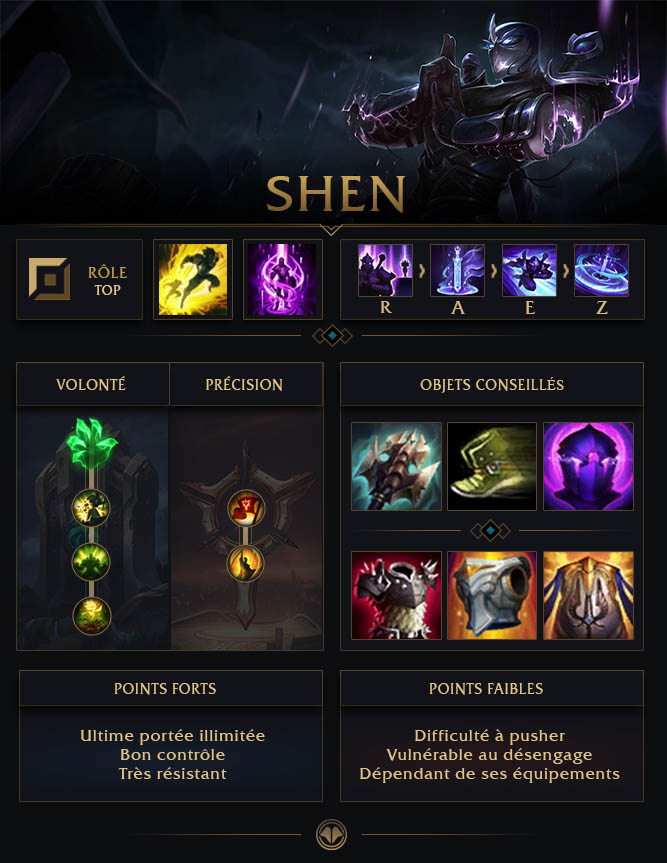 SHEN
RÔLE
TOP
R A E Z
VOLONTÉ
PRÉCISION
OBJETS CONSEILLÉS
POINTS FORTS
Ultime portée illimitée
Bon contrôle
Très résistant
POINTS FAIBLES
Difficulté à pusher
Vulnérable au désengage
Dépendant de ses équipements